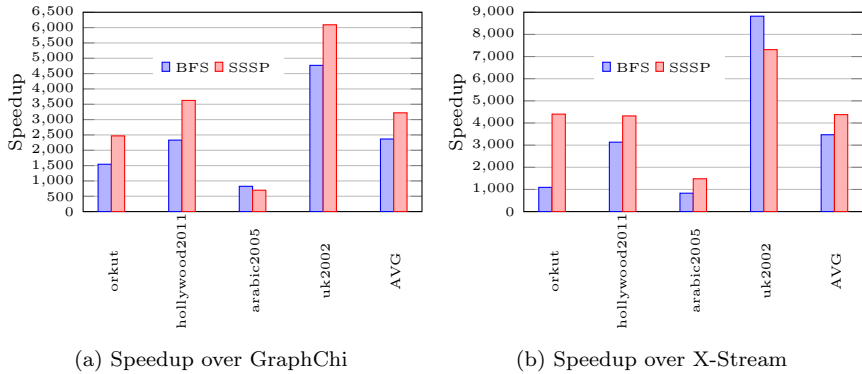 6,500
6,000
5,500
5,000
4,500
4,000
3,500
3,000
2,500
2,000
1,500
1,000
500
0
Speedup
BFS SSSP
orkut
hollywood2011
arabic2005
uk2002
AVG
(a) Speedup over GraphChi
9,000
8,000
7,000
6,000
5,000
4,000
3,000
2,000
1,000
0
Speedup
BFS SSSP
orkut
hollywood2011
arabic2005
uk2002
AVG
(b) Speedup over X-Stream